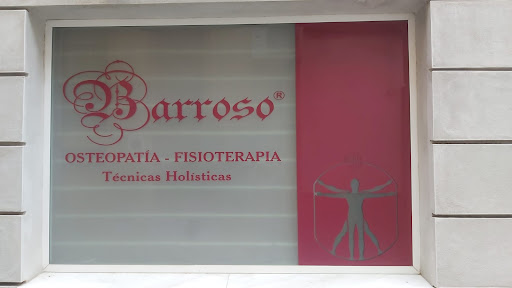 Barroso®
OSTEOPATÍA - FISIOTERAPIA
Técnicas Holísticas